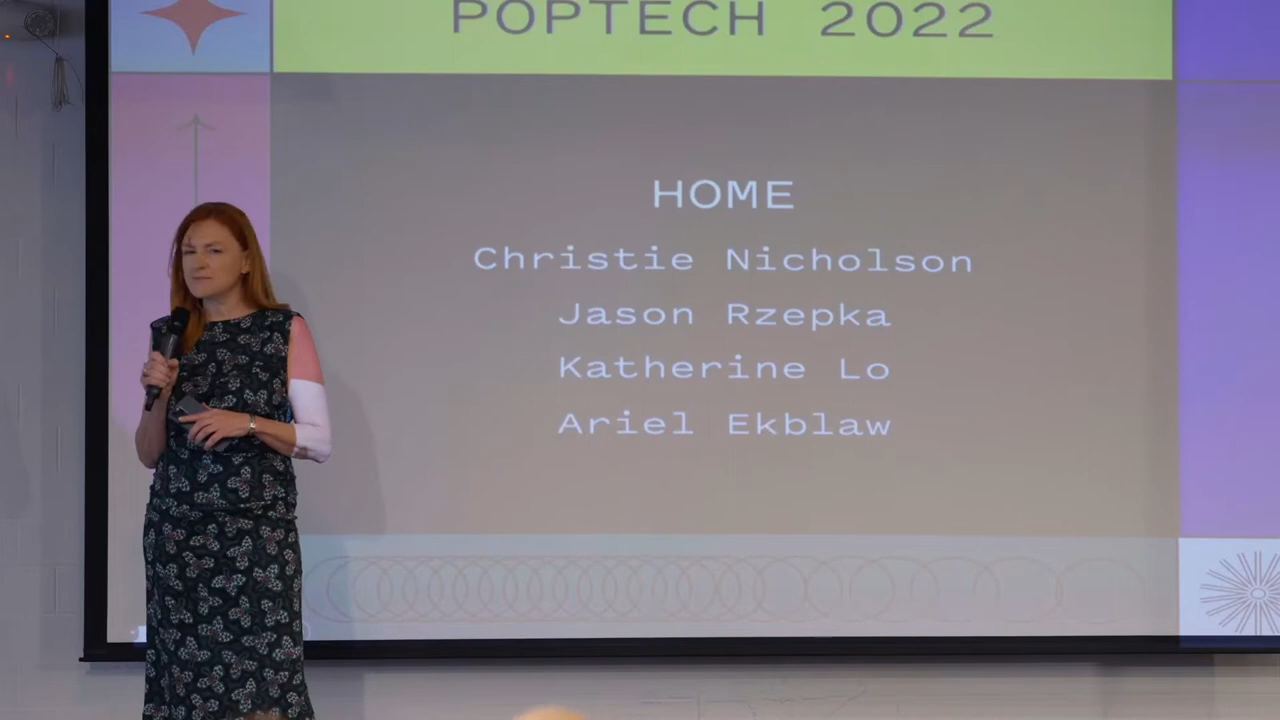 POPTECH 2022
HOME
Christie Nicholson
Jason Rzepka
Katherine Lo
Ariel Ekblaw